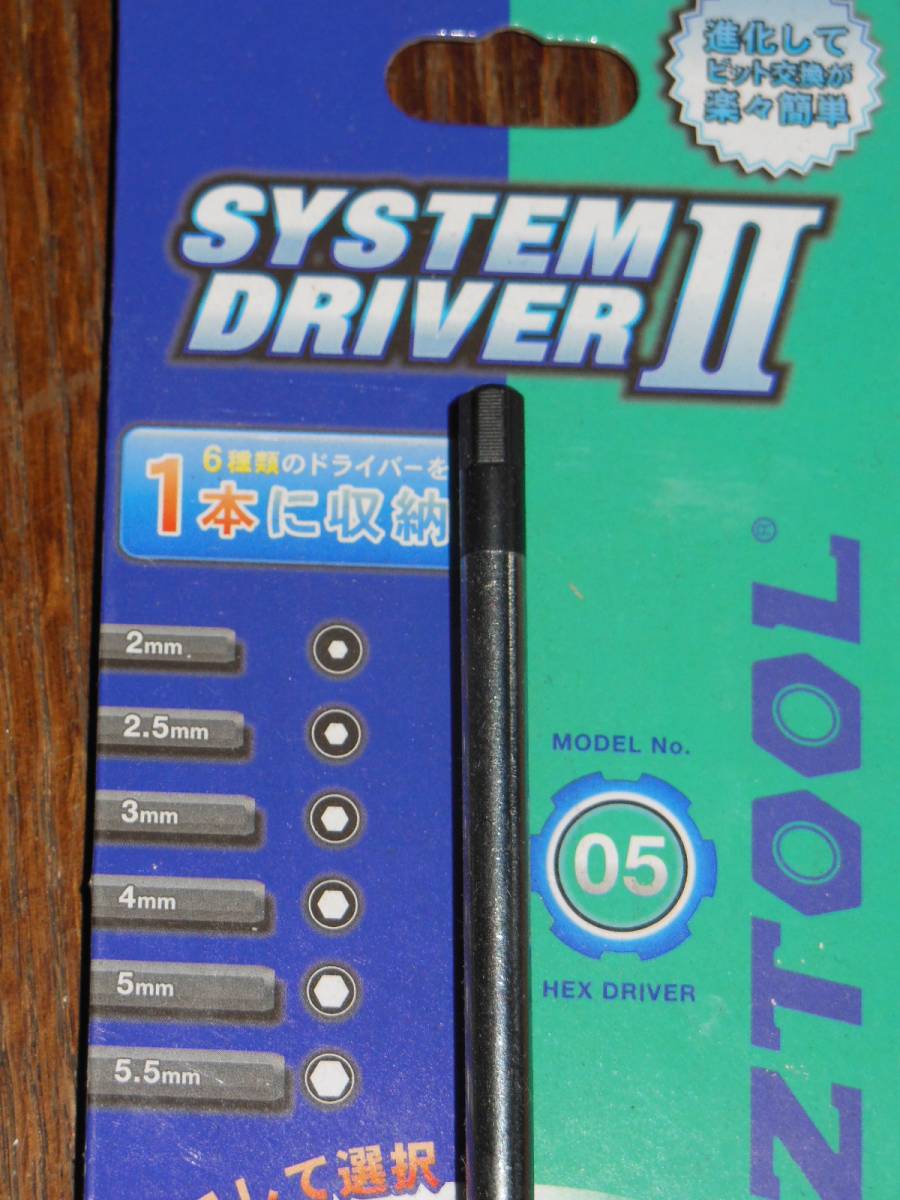 進化して
ビット交換が
楽々簡単
SYSTEM
DRIVER II
6種類のドライバーを
1本に収納
2mm
2.5mm
3mm
4mm
5mm
5.5mm
MODEL No.
05
HEX DRIVER
ZTOOL®
して選択